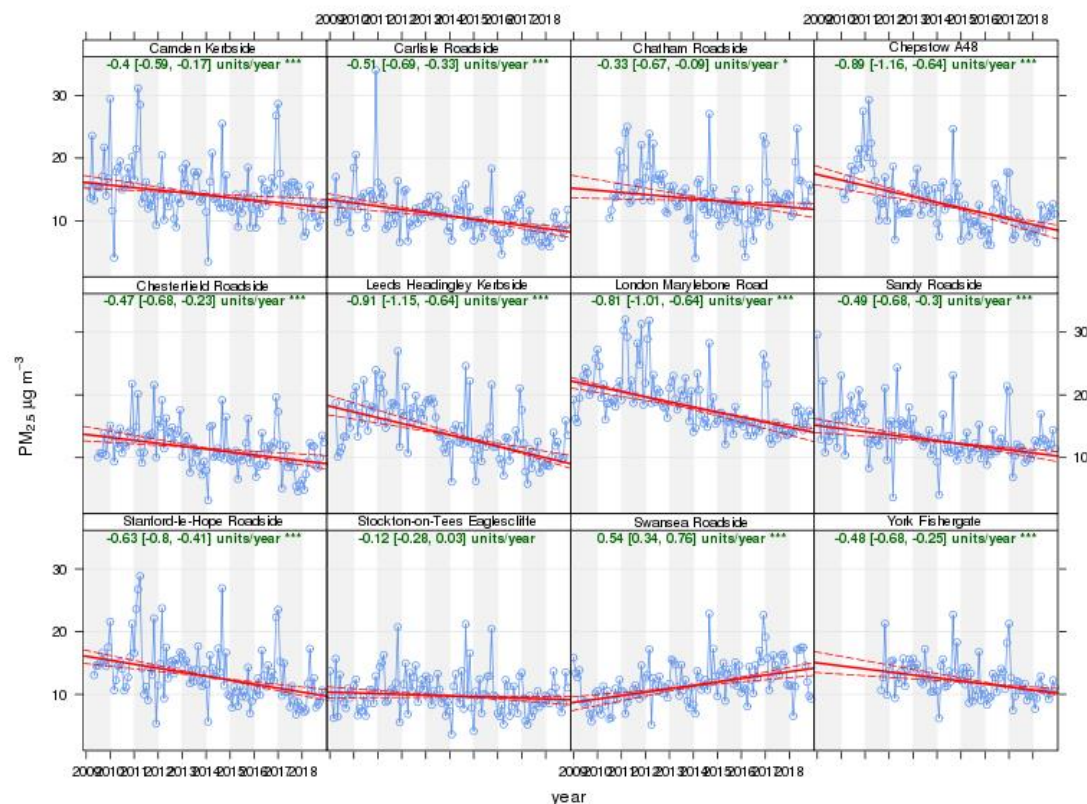 2009 2010 2011 2012 2013 2014 2015 2016 2017 2018 2009 2010 2011 2012 2013 2014 2015 2016 2017 2018
Camden Kerbside Carlisle Roadside Chatham Roadside Chepstow A48
-0.4 [-0.59, -0.17] units/year *** -0.51 [-0.69, -0.33] units/year *** -0.33 [-0.67, -0.09] units/year * -0.89 [-1.16, -0.64] units/year ***
30
20
10
Chesterfield Roadside Leeds Headingley Kerbside London Marylebone Road Sandy Roadside
-0.47 [-0.68, -0.23] units/year *** -0.91 [-1.15, -0.64] units/year *** -0.81 [-1.01, -0.64] units/year *** -0.49 [-0.68, -0.3] units/year ***
30
20
10
PM2.5 µg m−3
Stanford-le-Hope Roadside Stockton-on-Tees Eaglescliffe Swansea Roadside York Fishergate
-0.63 [-0.8, -0.41] units/year *** -0.12 [-0.28, 0.03] units/year 0.54 [0.34, 0.76] units/year *** -0.48 [-0.68, -0.25] units/year ***
30
20
10
2009 2010 2011 2012 2013 2014 2015 2016 2017 2018 2009 2010 2011 2012 2013 2014 2015 2016 2017 2018
year